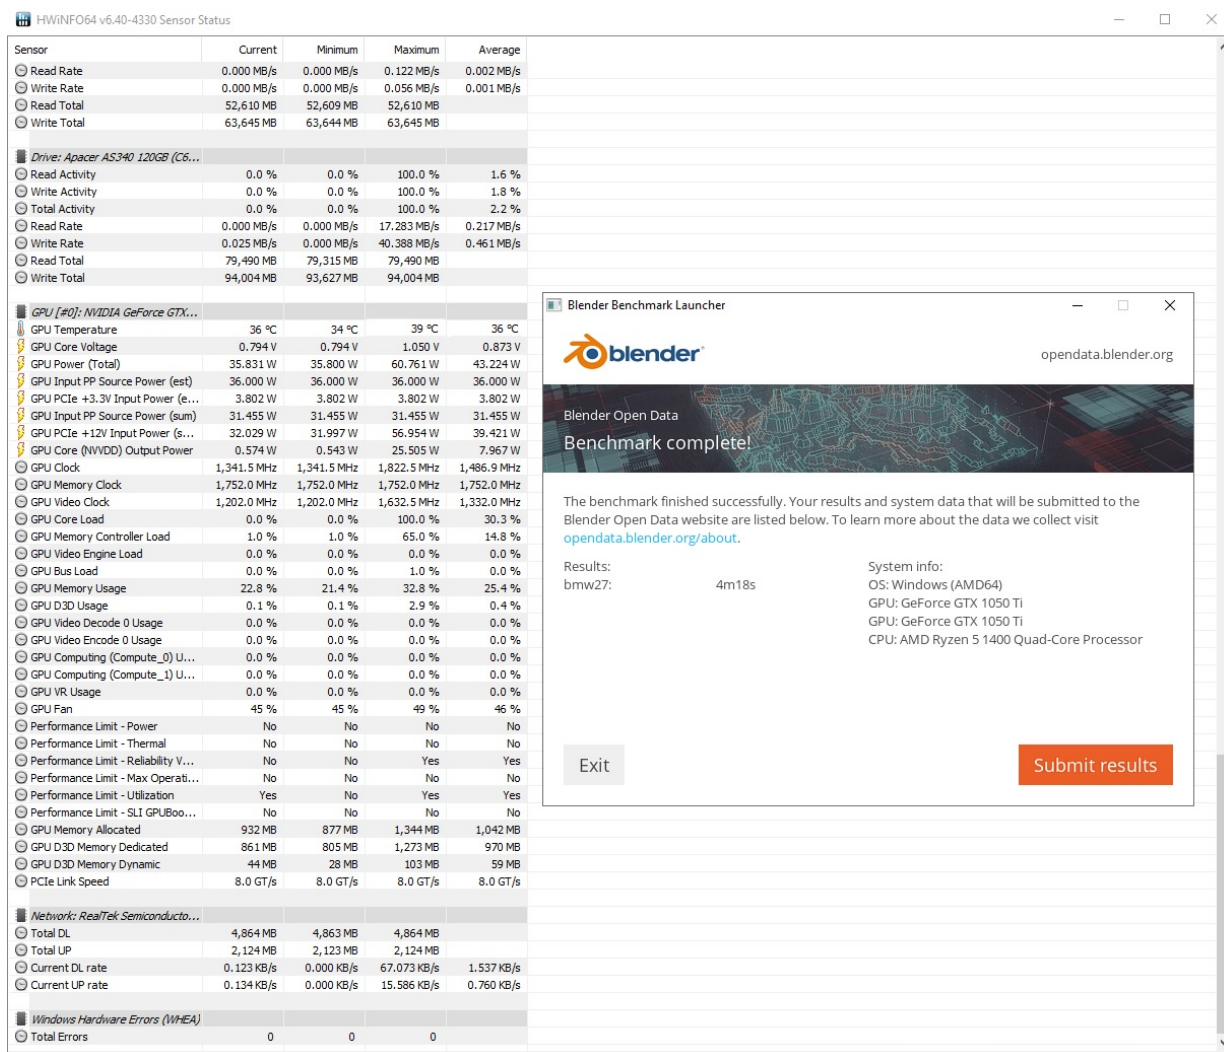 HWiNFO64 v6.40-4330 Sensor Status
Sensor Current Minimum Maximum Average
Read Rate 0.000 MB/s 0.000 MB/s 0.122 MB/s 0.002 MB/s
Write Rate 0.000 MB/s 0.000 MB/s 0.056 MB/s 0.001 MB/s
Read Total 52,610 MB 52,609 MB 52,610 MB
Write Total 63,645 MB 63,644 MB 63,645 MB
Drive: Apacer AS340 120GB (C6...
Read Activity 0.0 % 0.0 % 100.0 % 1.6 %
Write Activity 0.0 % 0.0 % 100.0 % 1.8 %
Total Activity 0.0 % 0.0 % 100.0 % 2.2 %
Read Rate 0.000 MB/s 0.000 MB/s 17.283 MB/s 0.217 MB/s
Write Rate 0.025 MB/s 0.000 MB/s 40.388 MB/s 0.461 MB/s
Read Total 79,490 MB 79,315 MB 79,490 MB
Write Total 94,004 MB 93,627 MB 94,004 MB
GPU [#0]: NVIDIA GeForce GTX...
GPU Temperature 36 °C 34 °C 39 °C 36 °C
GPU Core Voltage 0.794 V 0.794 V 1.050 V 0.873 V
GPU Power (Total) 35.831 W 35.800 W 60.761 W 43.224 W
GPU Input PP Source Power (est) 36.000 W 36.000 W 36.000 W 36.000 W
GPU PCIe +3.3V Input Power (e... 3.802 W 3.802 W 3.802 W 3.802 W
GPU Input PP Source Power (sum) 31.455 W 31.455 W 31.455 W 31.455 W
GPU PCIe +12V Input Power (s... 32.029 W 31.997 W 56.954 W 39.421 W
GPU Core (NVVDD) Output Power 0.574 W 0.543 W 25.505 W 7.967 W
GPU Clock 1,341.5 MHz 1,341.5 MHz 1,822.5 MHz 1,486.9 MHz
GPU Memory Clock 1,752.0 MHz 1,752.0 MHz 1,752.0 MHz 1,752.0 MHz
GPU Video Clock 1,202.0 MHz 1,202.0 MHz 1,632.5 MHz 1,332.0 MHz
GPU Core Load 0.0 % 0.0 % 100.0 % 30.3 %
GPU Memory Controller Load 1.0 % 1.0 % 65.0 % 14.8 %
GPU Video Engine Load 0.0 % 0.0 % 0.0 % 0.0 %
GPU Bus Load 0.0 % 0.0 % 1.0 % 0.0 %
GPU Memory Usage 22.8 % 21.4 % 32.8 % 25.4 %
GPU D3D Usage 0.1 % 0.1 % 2.9 % 0.4 %
GPU Video Decode 0 Usage 0.0 % 0.0 % 0.0 % 0.0 %
GPU Video Encode 0 Usage 0.0 % 0.0 % 0.0 % 0.0 %
GPU Computing (Compute_0) U... 0.0 % 0.0 % 0.0 % 0.0 %
GPU Computing (Compute_1) U... 0.0 % 0.0 % 0.0 % 0.0 %
GPU VR Usage 0.0 % 0.0 % 0.0 % 0.0 %
GPU Fan 45 % 45 % 49 % 46 %
Performance Limit - Power No No No No
Performance Limit - Thermal No No No No
Performance Limit - Reliability V... No No Yes Yes
Performance Limit - Max Operati... No No No No
Performance Limit - Utilization Yes No Yes Yes
Performance Limit - SLI GPUBoo... No No No No
GPU Memory Allocated 932 MB 877 MB 1,344 MB 1,042 MB
GPU D3D Memory Dedicated 861 MB 805 MB 1,273 MB 970 MB
GPU D3D Memory Dynamic 44 MB 28 MB 103 MB 59 MB
PCIe Link Speed 8.0 GT/s 8.0 GT/s 8.0 GT/s 8.0 GT/s
Network: RealTek Semiconducto...
Total DL 4,864 MB 4,863 MB 4,864 MB
Total UP 2,124 MB 2,123 MB 2,124 MB
Current DL rate 0.123 KB/s 0.000 KB/s 67.073 KB/s 1.537 KB/s
Current UP rate 0.134 KB/s 0.000 KB/s 15.586 KB/s 0.760 KB/s
Windows Hardware Errors (WHEA)
Total Errors 0 0 0
Blender Benchmark Launcher
blender
opendata.blender.org
Blender Open Data
Benchmark complete!
The benchmark finished successfully. Your results and system data that will be submitted to the
Blender Open Data website are listed below. To learn more about the data we collect visit
opendata.blender.org/about.
Results:
bmw27: 4m18s
System info:
OS: Windows (AMD64)
GPU: GeForce GTX 1050 Ti
GPU: GeForce GTX 1050 Ti
CPU: AMD Ryzen 5 1400 Quad-Core Processor
Exit
Submit results